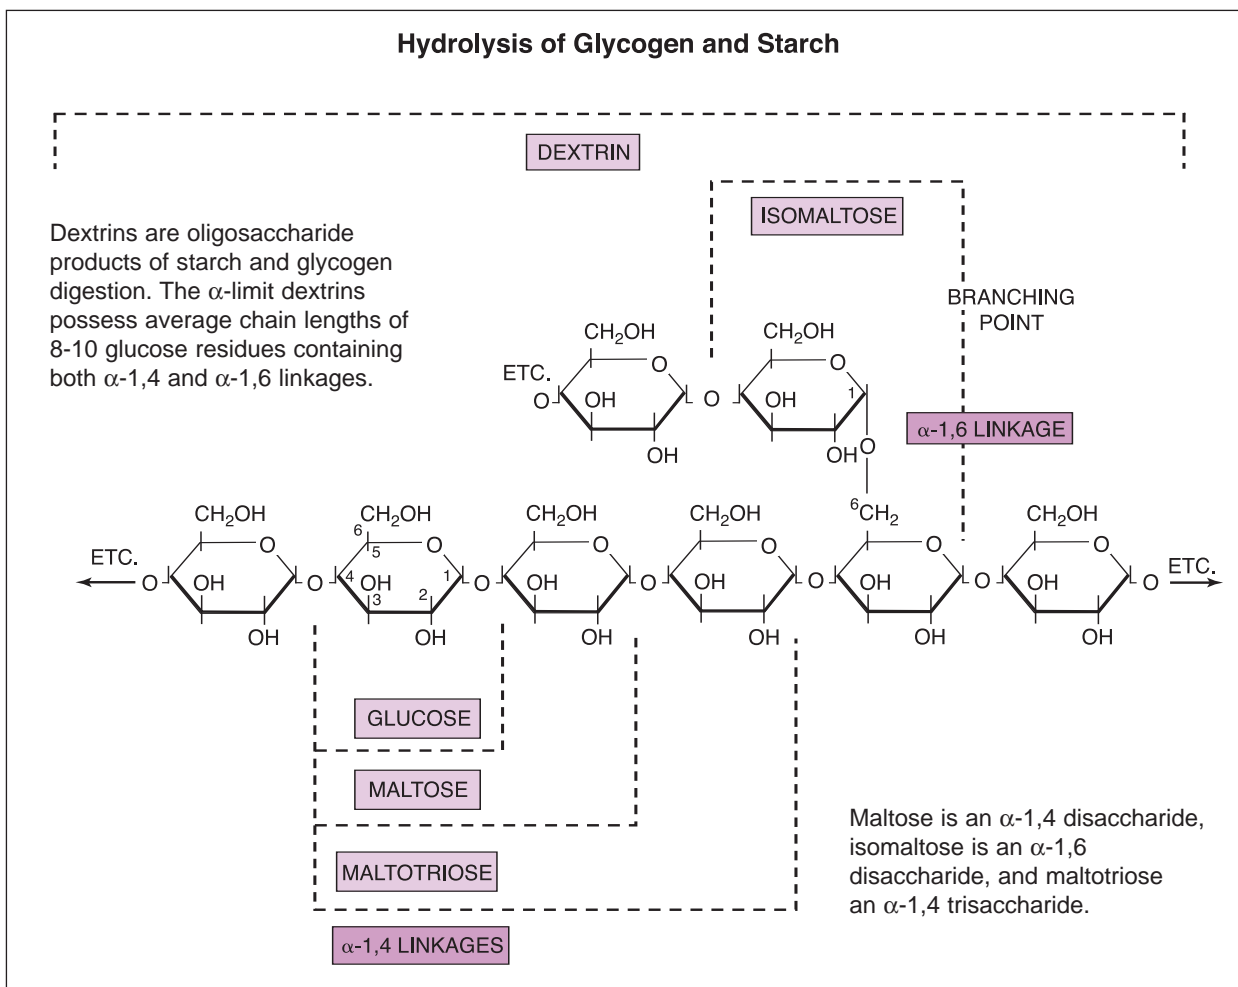 Hydrolysis of Glycogen and Starch
DEXTRIN
ISOMALTOSE
Dextrins are oligosaccharide
products of starch and glycogen
digestion. The α-limit dextrins
possess average chain lengths of
8-10 glucose residues containing
both α-1,4 and α-1,6 linkages.
BRANCHING
POINT
CH₂OH CH₂OH
ETC. O O
O OH O OH 1
OH OH O
α-1,6 LINKAGE
⁶CH₂
CH₂OH 6 CH₂OH CH₂OH CH₂OH CH₂OH
ETC. O 5 O O O O O ETC.
O OH O 4 OH 1 O OH O OH O OH O OH O
3 2
OH OH OH OH OH OH
GLUCOSE
MALTOSE
MALTOTRIOSE
α-1,4 LINKAGES
Maltose is an α-1,4 disaccharide,
isomaltose is an α-1,6
disaccharide, and maltotriose
an α-1,4 trisaccharide.